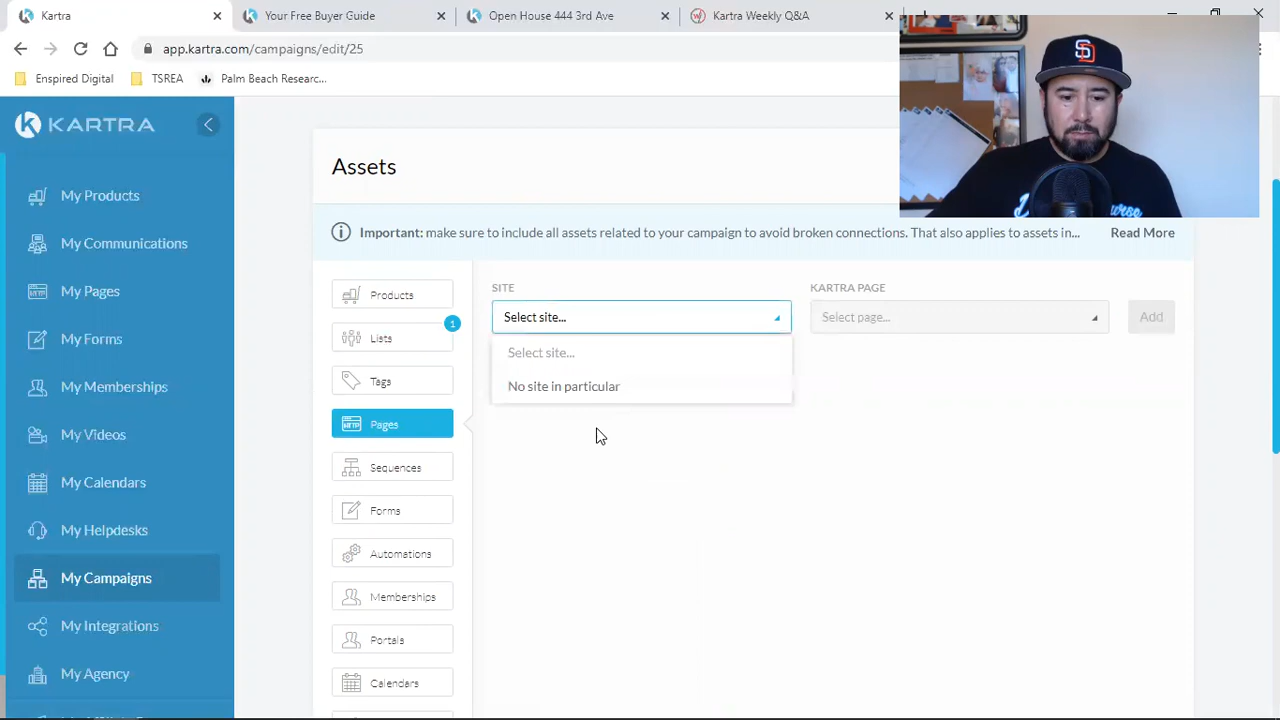 Kartra
Your Free Buyer Guide
Open House 444 3rd Ave
Kartra Weekly Q&A
app.kartra.com/campaign/edit/25
Enspired Digital
TSREA
Palm Beach Researc...
KARTRA
Assets
Important: make sure to include all assets related to your campaign to avoid broken connections. That also applies to assets in... Read More
My Products
My Communications
My Pages
My Forms
My Memberships
My Videos
My Calendars
My Helpdesks
My Campaigns
My Integrations
My Agency
Products
Lists
1
Tags
Pages
Sequences
Forms
Automations
Memberships
Portals
Calendars
SITE
Select site...
Select site...
No site in particular
KARTRA PAGE
Select page...
Add
SD